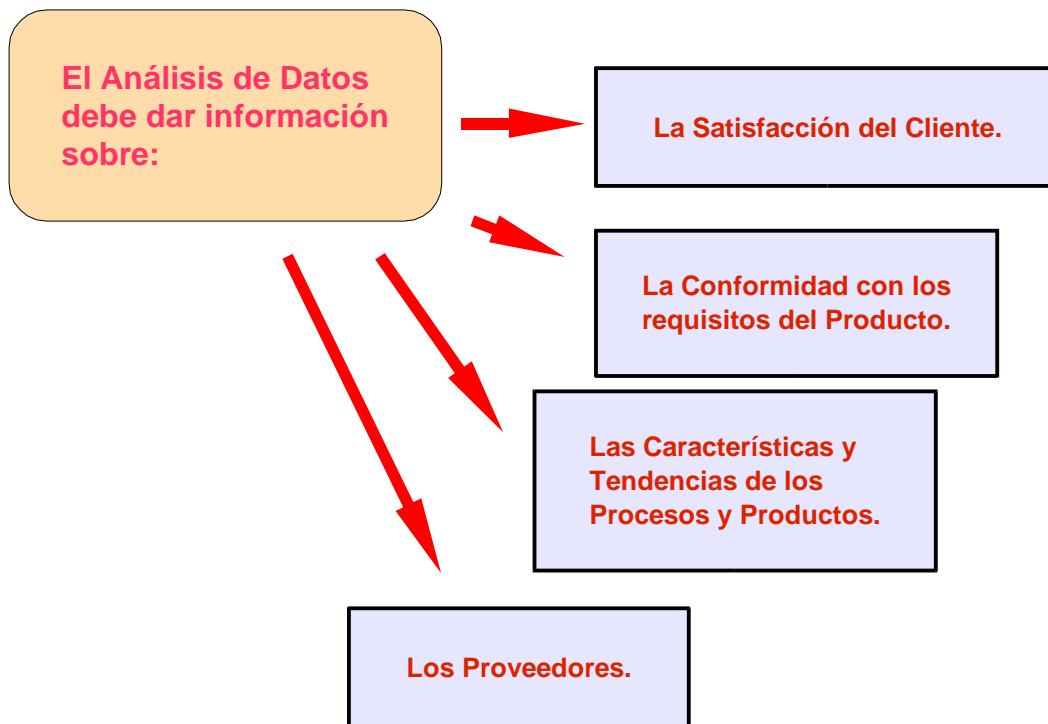 El Análisis de Datos
debe dar información
sobre:
La Satisfacción del Cliente.
La Conformidad con los
requisitos del Producto.
Las Características y
Tendencias de los
Procesos y Productos.
Los Proveedores.